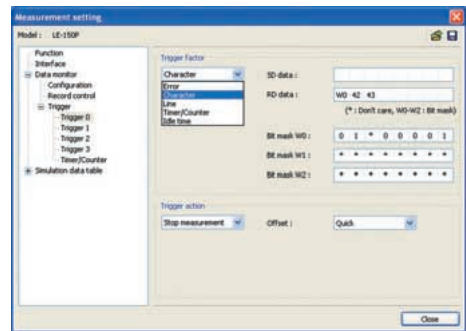 Measurement setting
Model : LE-150P
Function
Interface
Data monitor
Configuration
Record control
Trigger
Trigger 0
Trigger 1
Trigger 2
Trigger 3
Timer/Counter
Simulation data table
Trigger Factor
Character
Error
Character
Line
Timer/Counter
Idle time
SD data :
RD data : W0 42 43
(* : Don't care, W0-W2 : Bit mask)
Bit mask W0 : 0 1 * 0 0 0 0 1
Bit mask W1 : * * * * * * * *
Bit mask W2 : * * * * * * * *
Trigger action
Stop measurement
Offset : Quick
Close